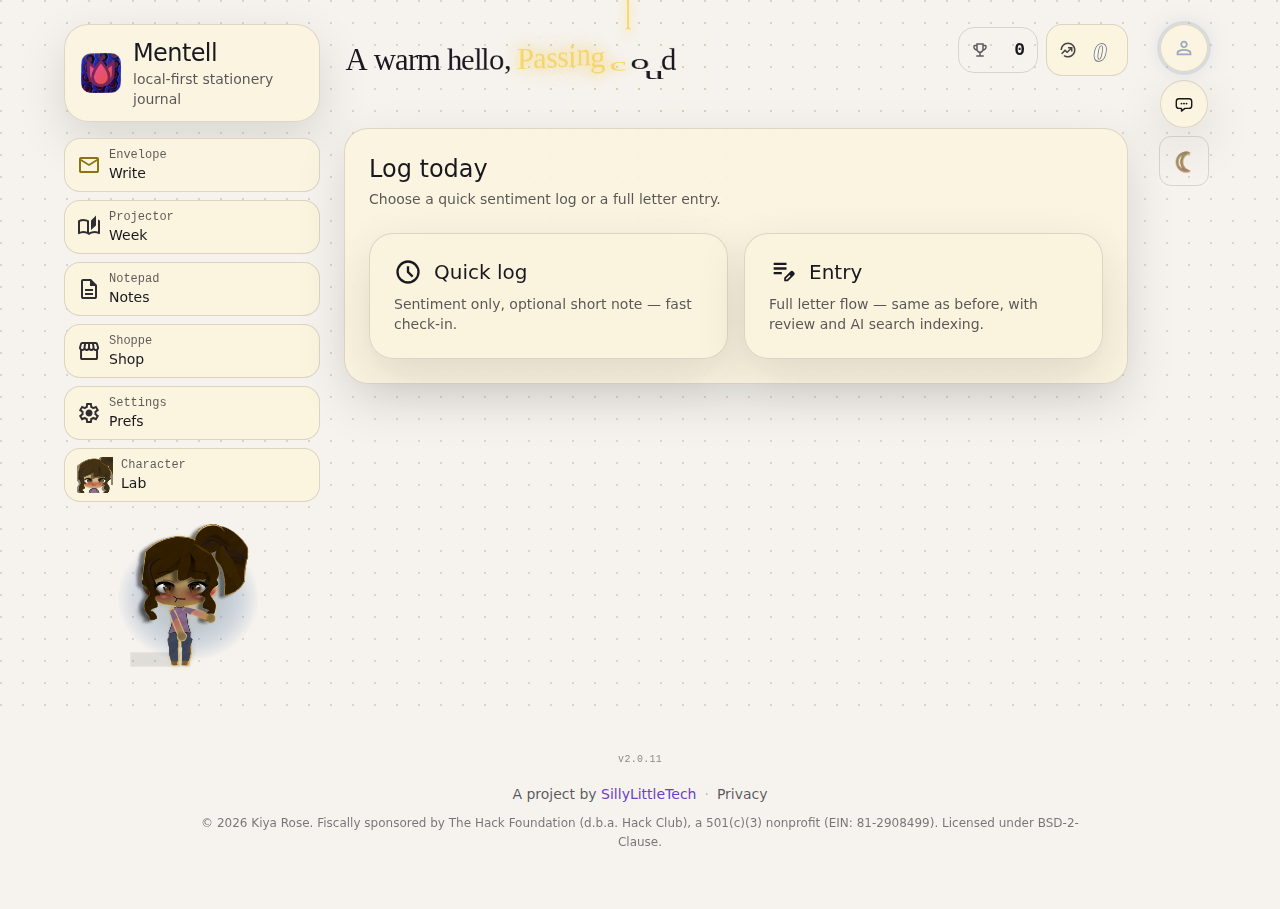 Mentell
local-first stationery
journal
A warm hello, Passing
0
0
Envelope
Write
Projector
Week
Notepad
Notes
Shoppe
Shop
Settings
Prefs
Character
Lab
Log today
Choose a quick sentiment log or a full letter entry.
Quick log
Sentiment only, optional short note — fast
check-in.
Entry
Full letter flow — same as before, with
review and AI search indexing.
v2.0.11
A project by SillyLittleTech · Privacy
© 2026 Kiya Rose. Fiscally sponsored by The Hack Foundation (d.b.a. Hack Club), a 501(c)(3) nonprofit (EIN: 81-2908499). Licensed under BSD-2-
Clause.